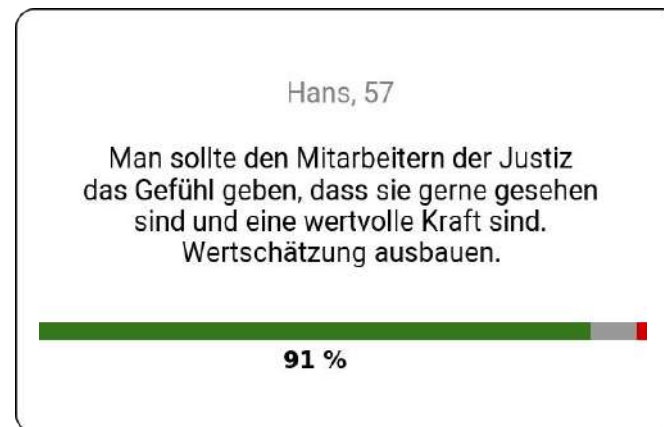 Hans, 57
Man sollte den Mitarbeitern der Justiz
das Gefühl geben, dass sie gerne gesehen
sind und eine wertvolle Kraft sind.
Wertschätzung ausbauen.
91 %